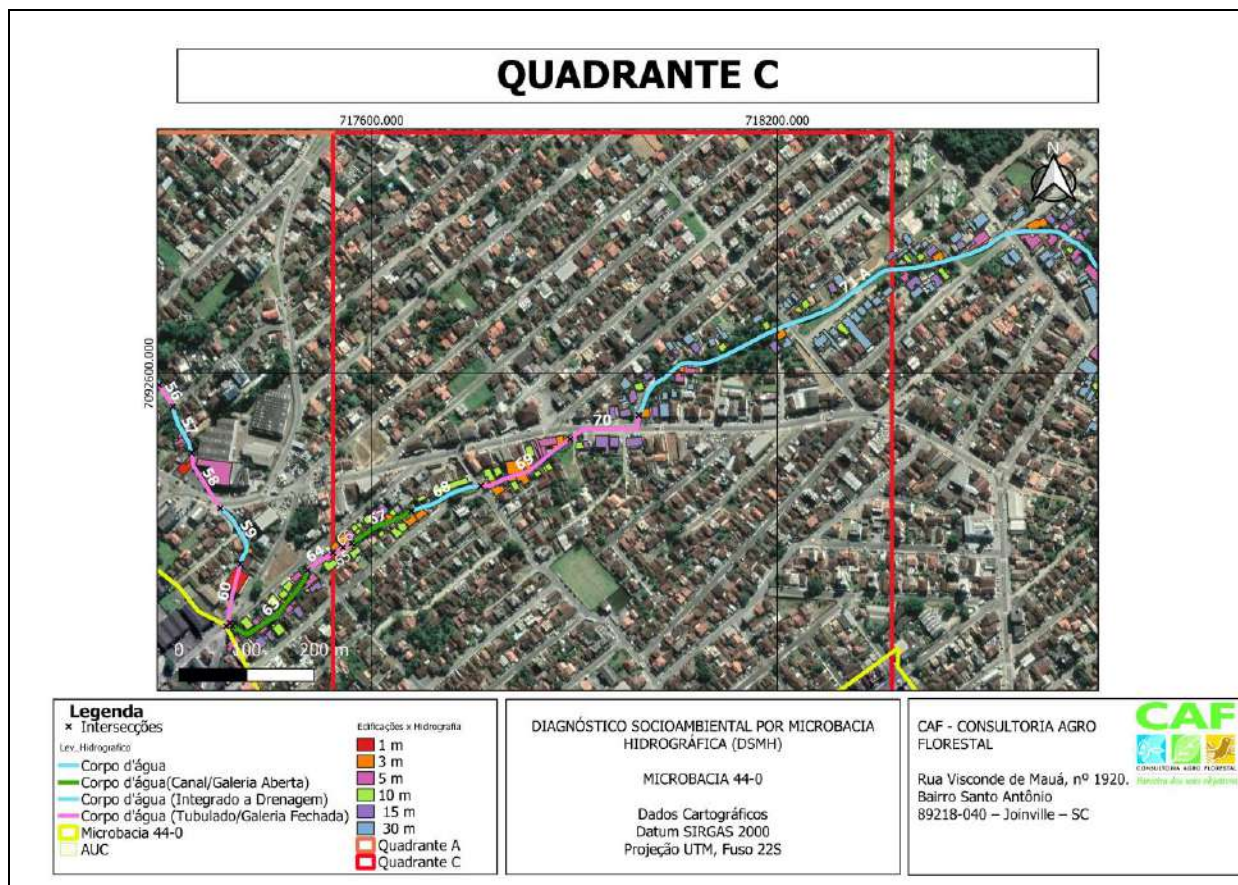 QUADRANTE C
717600.000
718200.000
N
7092600.000
56
57
58
59
60
63
64
65
66
67
68
69
70
71-A
0 100 200 m
Legenda
Intersecções
Lev_Hidrografico
Corpo d'água
Corpo d'água(Canal/Galeria Aberta)
Corpo d'água (Integrado a Drenagem)
Corpo d'água (Tubulado/Galeria Fechada)
Microbacia 44-0
AUC
Edificações x Hidrografia
1 m
3 m
5 m
10 m
15 m
30 m
Quadrante A
Quadrante C
DIAGNÓSTICO SOCIOAMBIENTAL POR MICROBACIA
HIDROGRÁFICA (DSMH)
MICROBACIA 44-0
Dados Cartográficos
Datum SIRGAS 2000
Projeção UTM, Fuso 22S
CAF - CONSULTORIA AGRO
FLORESTAL
Rua Visconde de Mauá, nº 1920.
Bairro Santo Antônio
89218-040 – Joinville – SC
CAF
CONSULTORIA AGRO FLORESTAL